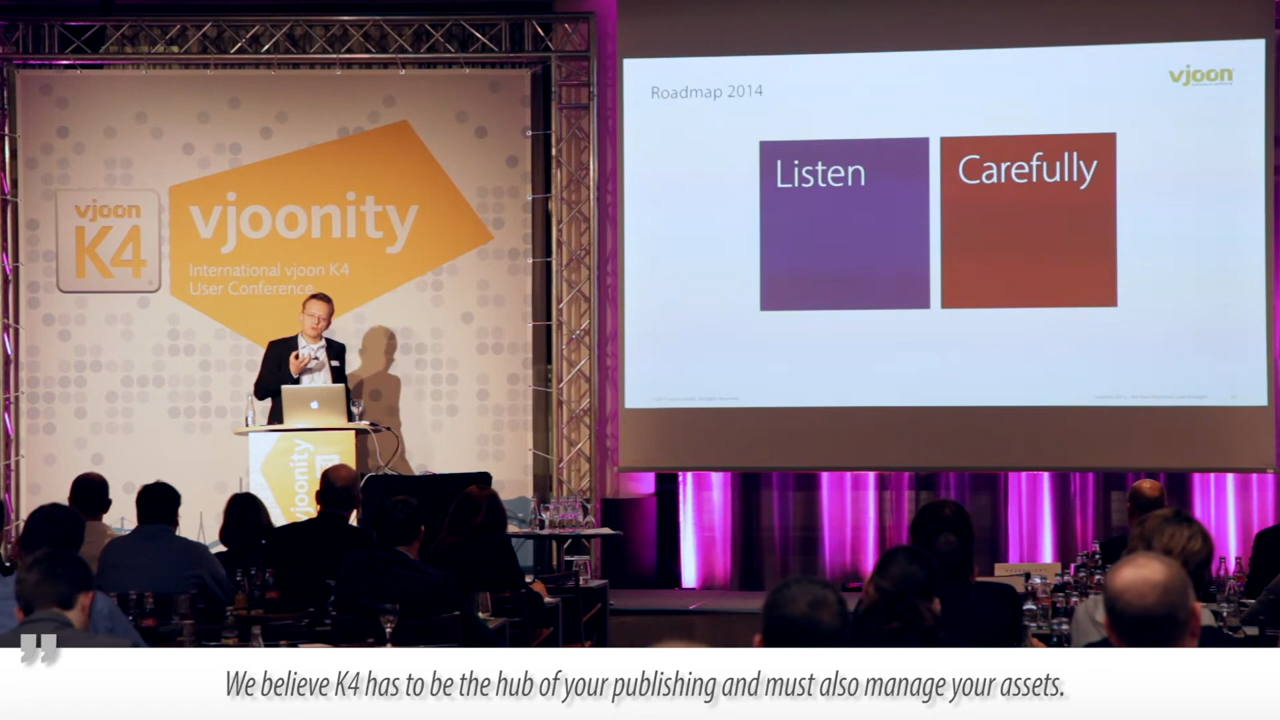 vjoon
K4
vjoonity
International vjoon K4
User Conference
vjoonity
Roadmap 2014
vjoon
Listen
Carefully
"
We believe K4 has to be the hub of your publishing and must also manage your assets.